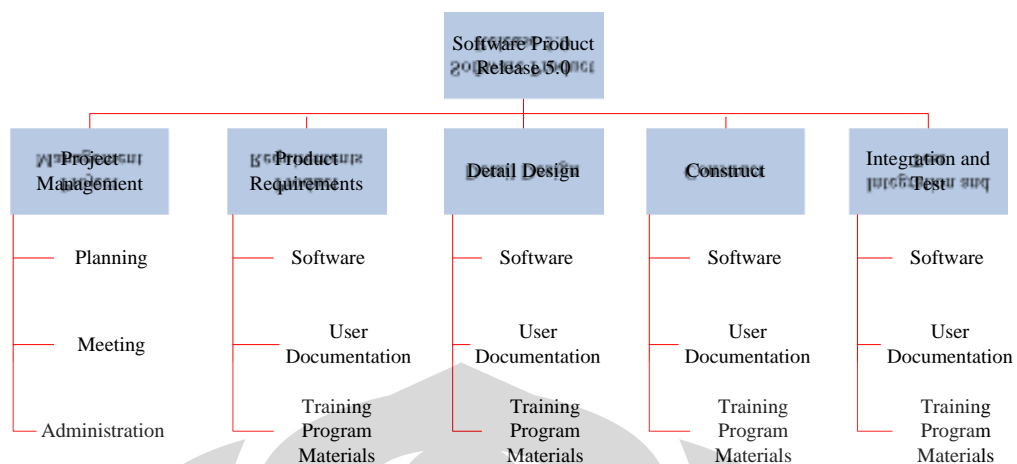 Software Product
Release 5.0
Project
Management
Product
Requirements
Detail Design
Construct
Integration and
Test
Planning
Software
Software
Software
Software
Meeting
User
Documentation
User
Documentation
User
Documentation
User
Documentation
Administration
Training
Program
Materials
Training
Program
Materials
Training
Program
Materials
Training
Program
Materials